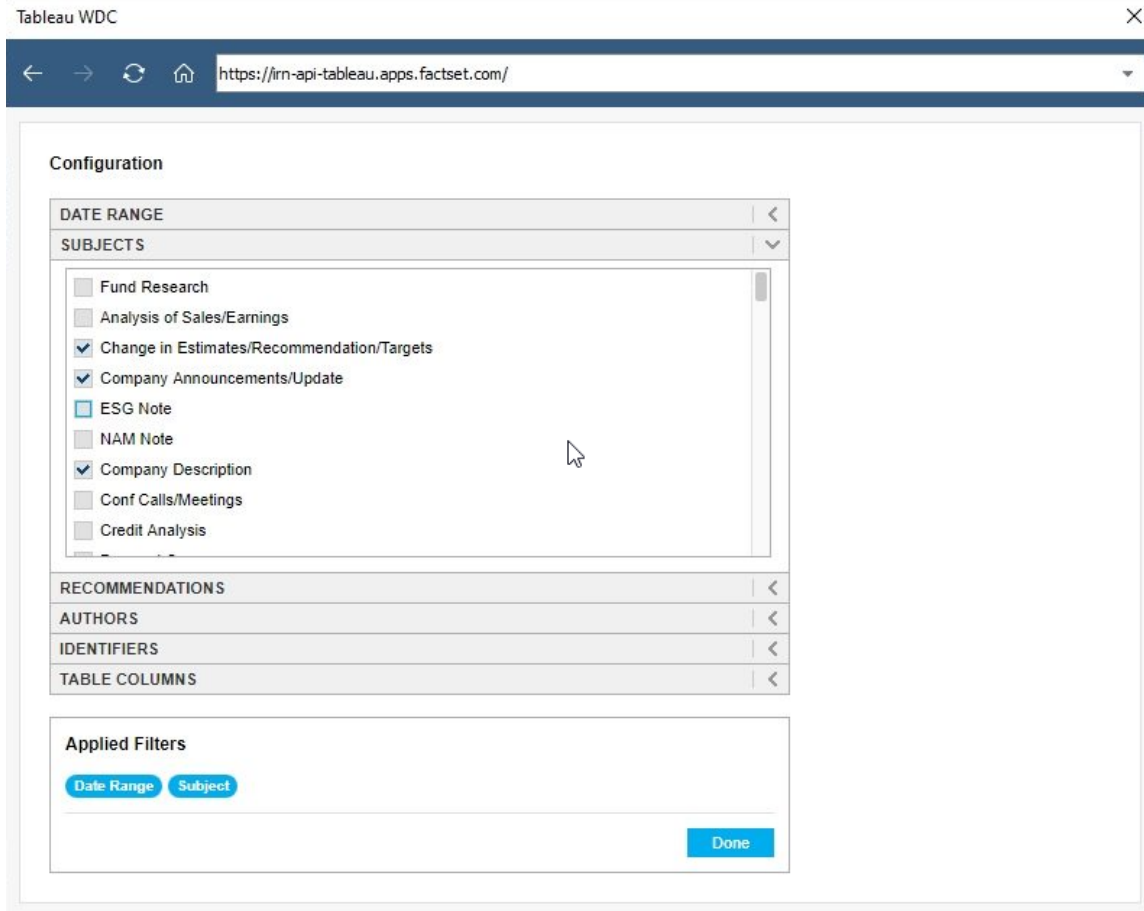 Tableau WDC
https://irn-api-tableau.apps.factset.com/
Configuration
DATE RANGE
SUBJECTS
Fund Research
Analysis of Sales/Earnings
Change in Estimates/Recommendation/Targets
Company Announcements/Update
ESG Note
NAM Note
Company Description
Conf Calls/Meetings
Credit Analysis
RECOMMENDATIONS
AUTHORS
IDENTIFIERS
TABLE COLUMNS
Applied Filters
Date Range Subject
Done